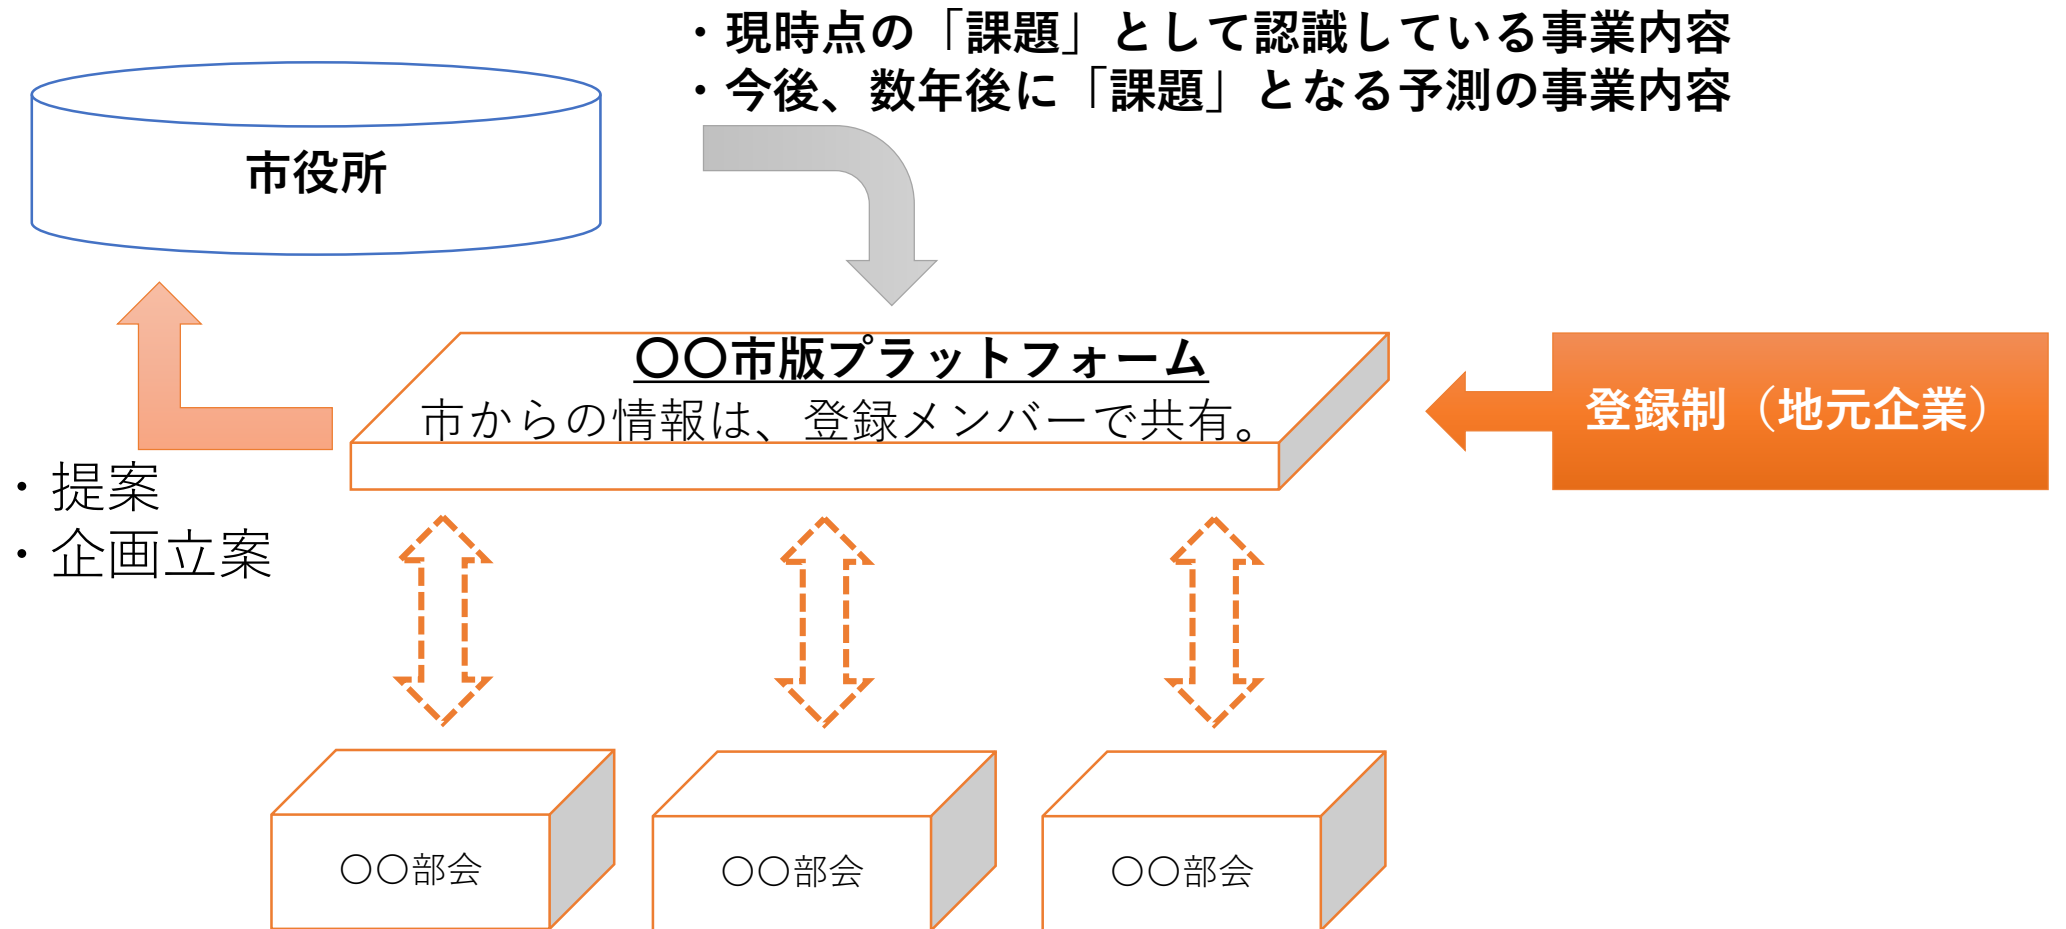 ・現時点の「課題」として認識している事業内容
・今後、数年後に「課題」となる予測の事業内容
市役所
〇〇市版プラットフォーム
市からの情報は、登録メンバーで共有。
登録制（地元企業）
・提案
・企画立案
〇〇部会
〇〇部会
〇〇部会